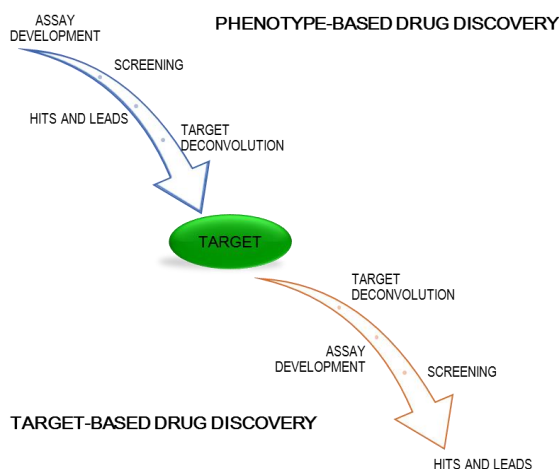 ASSAY
DEVELOPMENT
PHENOTYPE-BASED DRUG DISCOVERY
SCREENING
HITS AND LEADS
TARGET
DECONVOLUTION
TARGET
TARGET
DECONVOLUTION
ASSAY
DEVELOPMENT
SCREENING
TARGET-BASED DRUG DISCOVERY
HITS AND LEADS